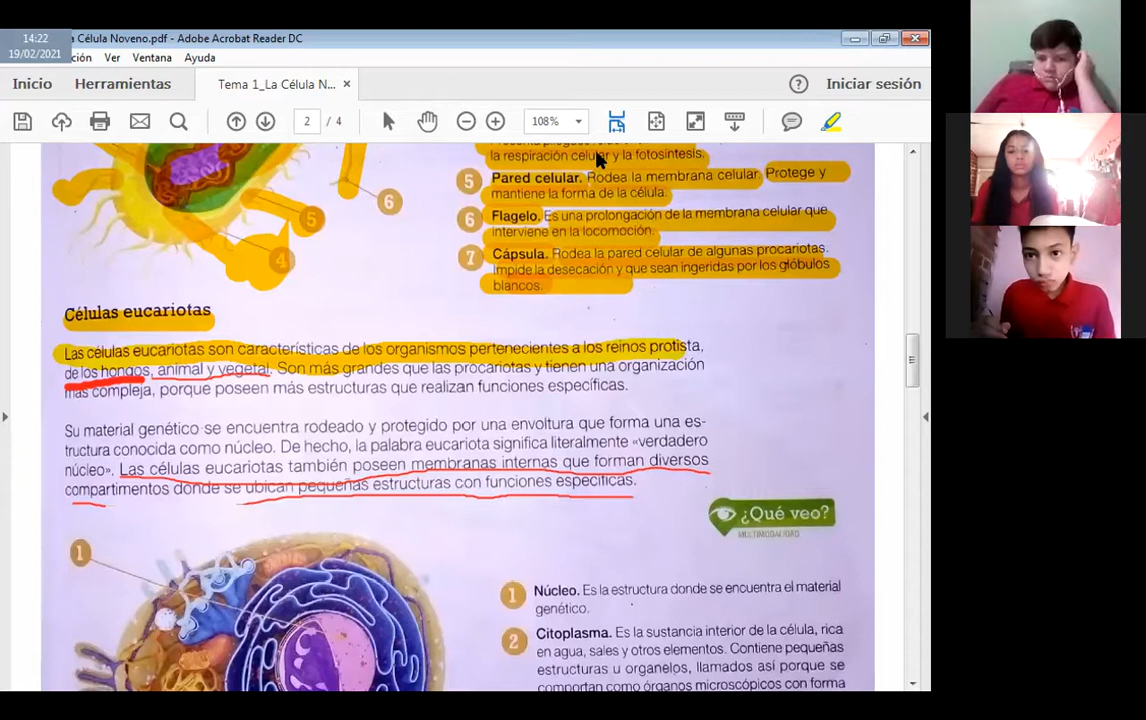 14:22
19/02/2021
a Célula Noveno.pdf - Adobe Acrobat Reader DC
ción Ver Ventana Ayuda
Inicio Herramientas Tema 1_La Célula N... × Iniciar sesión
2 / 4 108%
la respiración celular y la fotosíntesis.
5 Pared celular. Rodea la membrana celular. Protege y
mantiene la forma de la célula.
6 Flagelo. Es una prolongación de la membrana celular que
interviene en la locomoción.
7 Cápsula. Rodea la pared celular de algunas procariotas.
Impide la desecación y que sean ingeridas por los glóbulos
blancos.
6
5
4
Células eucariotas
Las células eucariotas son características de los organismos pertenecientes a los reinos protista,
de los hongos, animal y vegetal. Son más grandes que las procariotas y tienen una organización
más compleja, porque poseen más estructuras que realizan funciones específicas.
Su material genético se encuentra rodeado y protegido por una envoltura que forma una es-
tructura conocida como núcleo. De hecho, la palabra eucariota significa literalmente «verdadero
núcleo». Las células eucariotas también poseen membranas internas que forman diversos
compartimentos donde se ubican pequeñas estructuras con funciones específicas.
¿Qué veo?
MULTIMODALIDAD
1
1 Núcleo. Es la estructura donde se encuentra el material
genético.
2 Citoplasma. Es la sustancia interior de la célula, rica
en agua, sales y otros elementos. Contiene pequeñas
estructuras u organelos, llamados así porque se
comportan como órganos microscópicos con forma